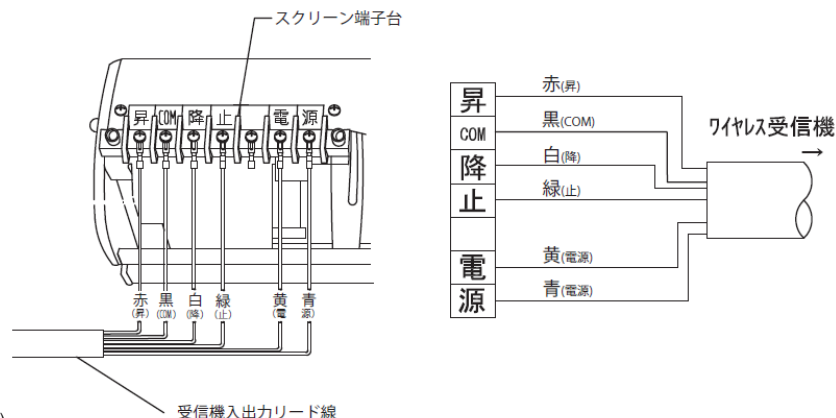 スクリーン端子台
昇 COM 降 止 電 源
赤 黒 白 緑 黄 青
(昇) (COM) (降) (止) (電 源)
受信機入出力リード線
昇
COM
降
止
電
源
赤(昇)
黒(COM)
白(降)
緑(止)
黄(電源)
青(電源)
ワイヤレス受信機
→